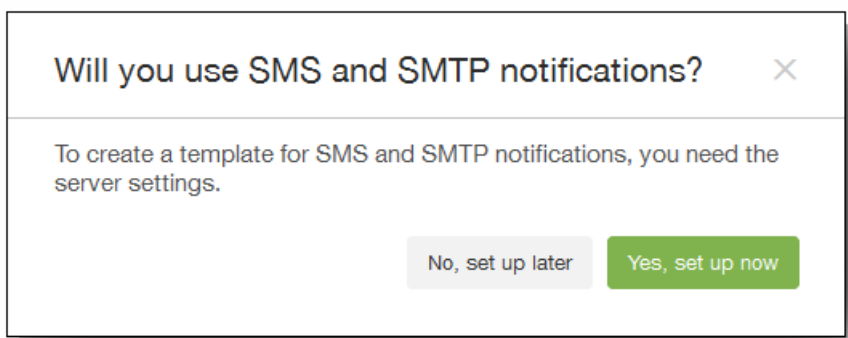 Will you use SMS and SMTP notifications?
To create a template for SMS and SMTP notifications, you need the
server settings.
No, set up later
Yes, set up now